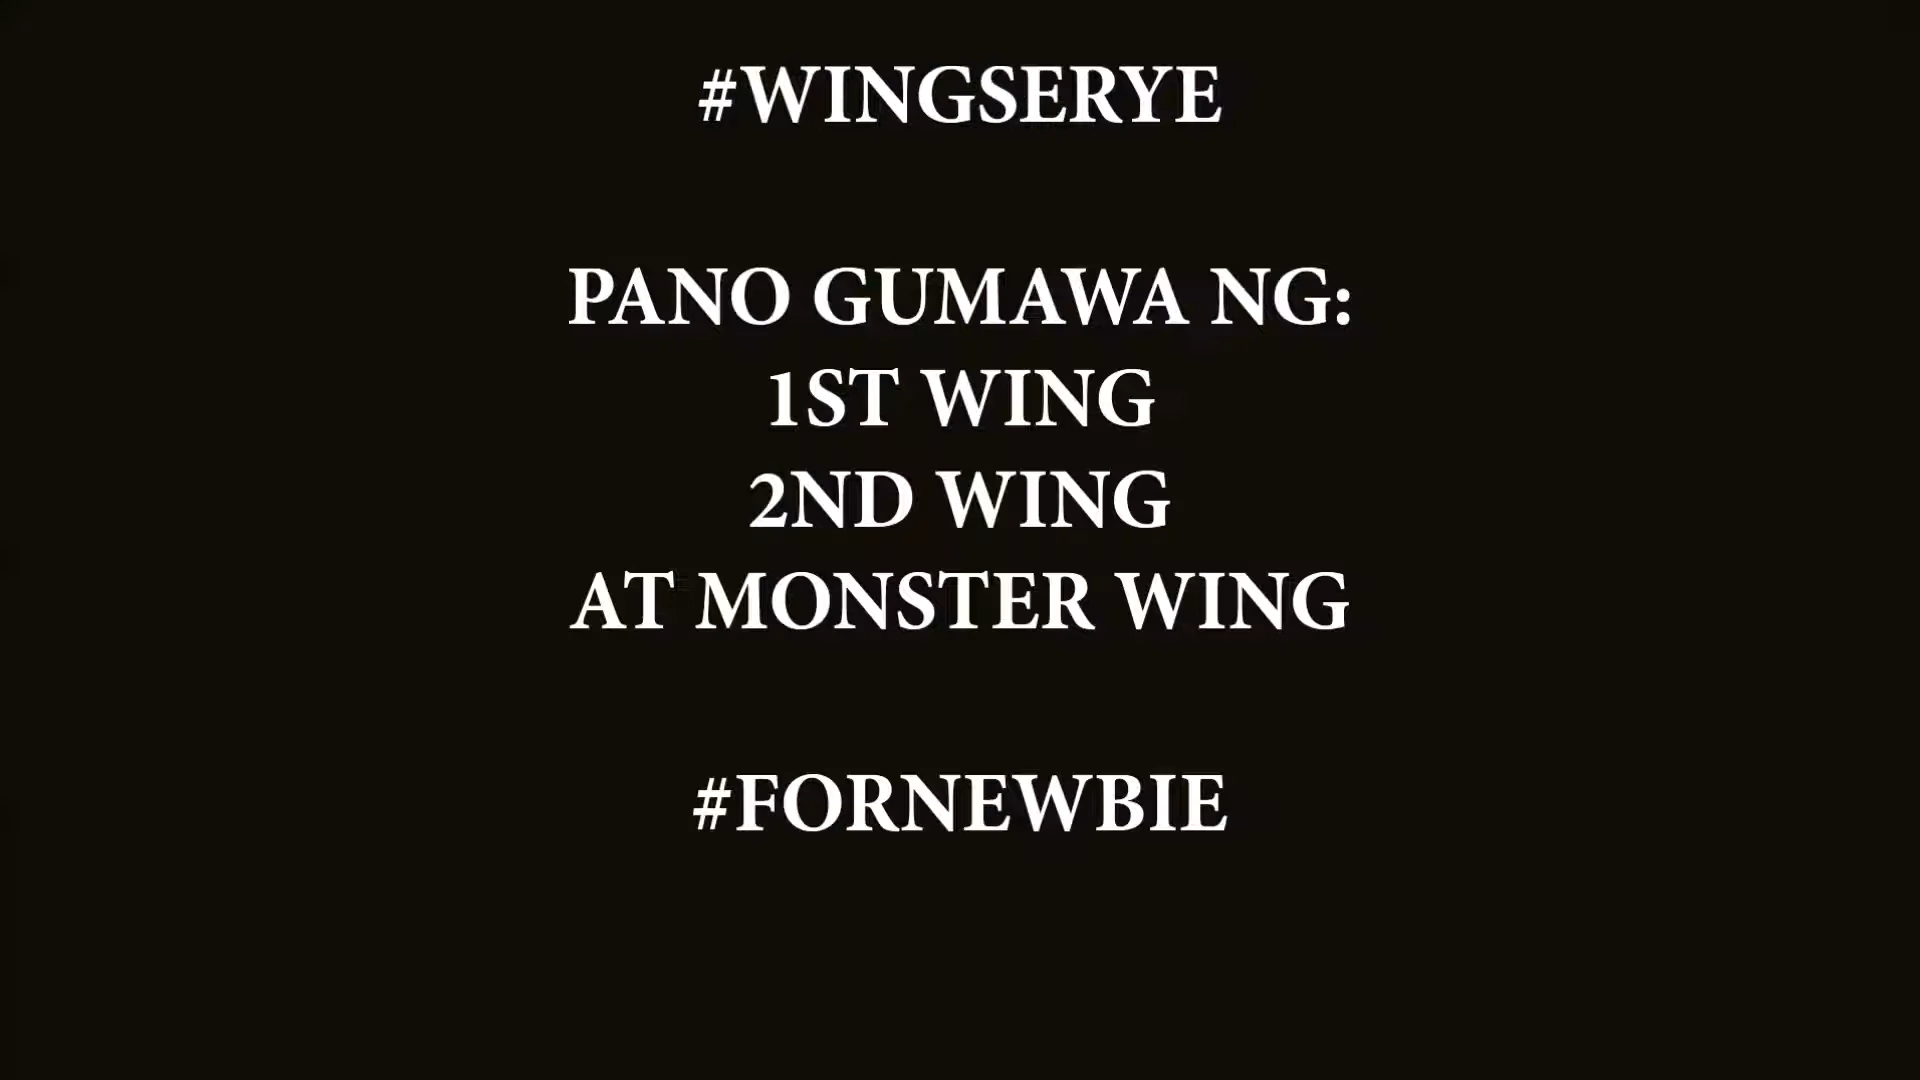 #WINGSERYE
PANO GUMAWA NG:
1ST WING
2ND WING
AT MONSTER WING
#FORNEWBIE